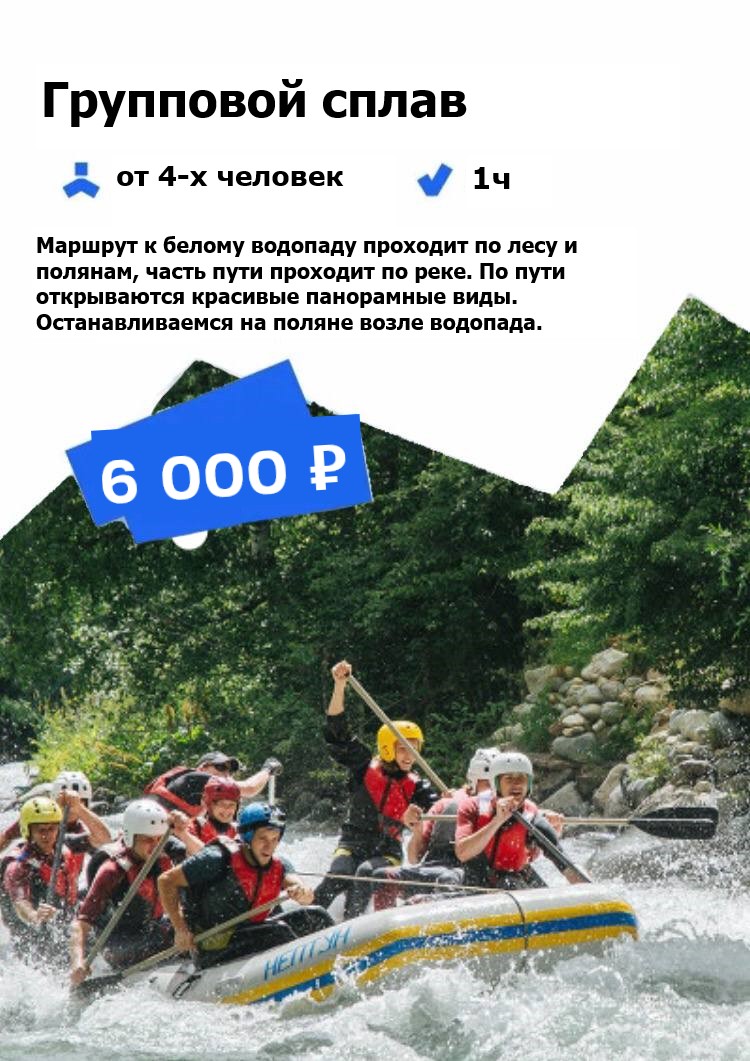 Групповой сплав
от 4-х человек
1ч
Маршрут к белому водопаду проходит по лесу и
полянам, часть пути проходит по реке. По пути
открываются красивые панорамные виды.
Останавливаемся на поляне возле водопада.
6 000 ₽
НЕПТУН